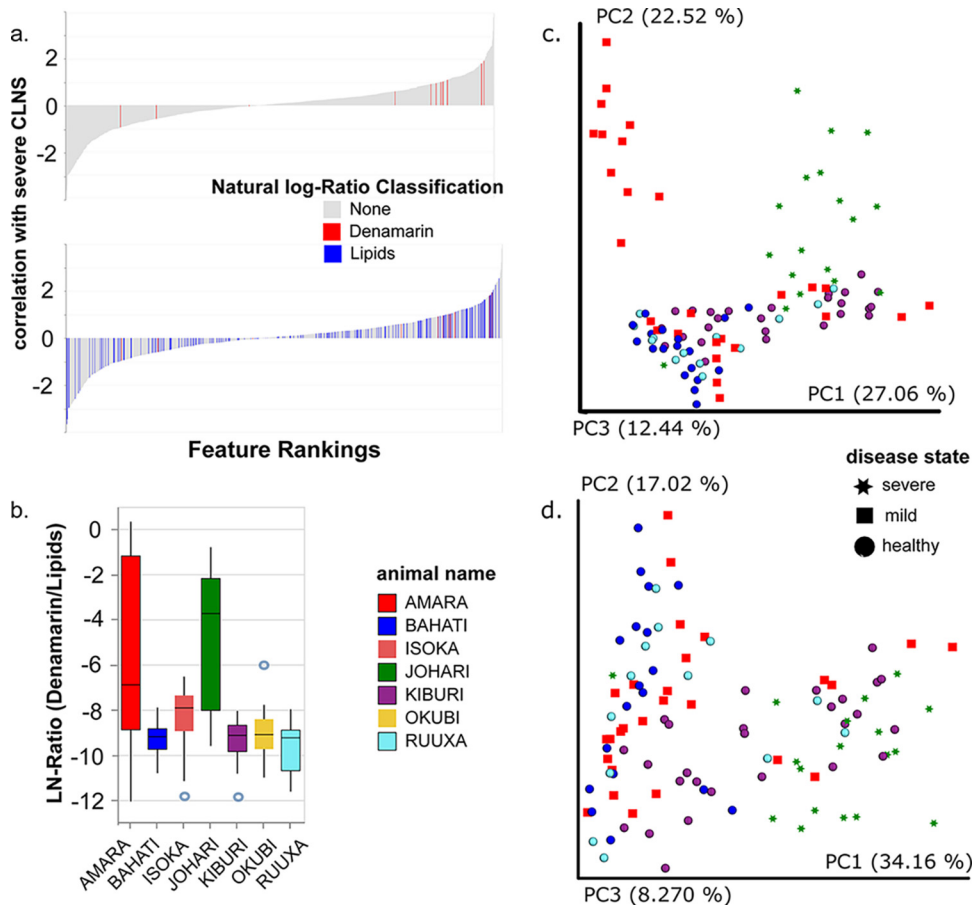 a.
correlation with severe CLNS
2
0
-2
Natural log-Ratio Classification
None
Denamarin
Lipids
2
0
-2
Feature Rankings
b.
LN-Ratio (Denamarin/Lipids)
0
-2
-4
-6
-8
-10
-12
AMARA
BAHATI
ISOKA
JOHARI
KIBURI
OKUBI
RUUXA
animal name
AMARA
BAHATI
ISOKA
JOHARI
KIBURI
OKUBI
RUUXA
c.
PC2 (22.52 %)
PC1 (27.06 %)
PC3 (12.44 %)
disease state
severe
mild
healthy
d.
PC2 (17.02 %)
PC1 (34.16 %)
PC3 (8.270 %)